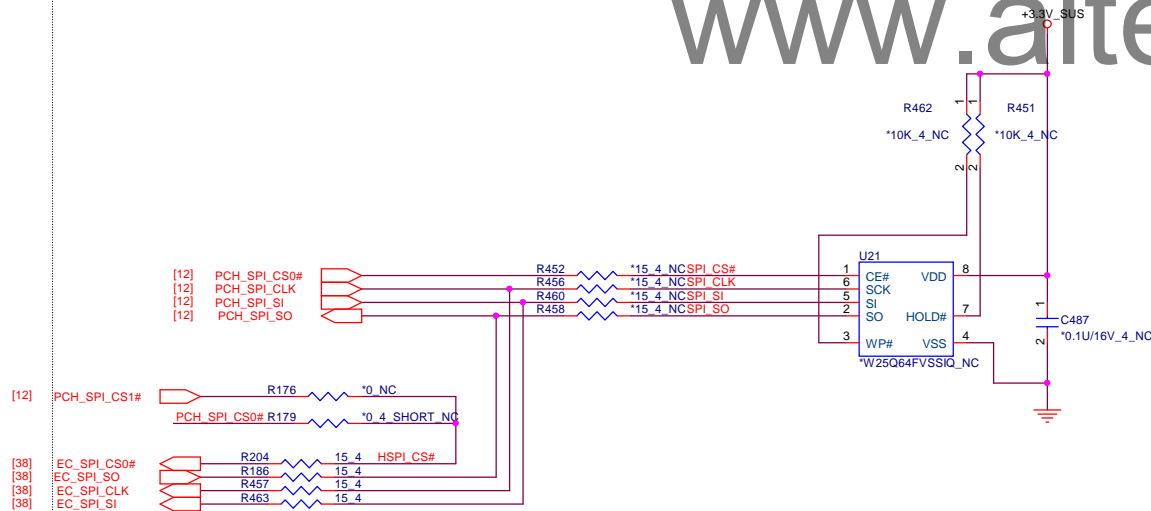 www.alte
+3.3V_SUS
R462 1 1 R451
*10K_4_NC *10K_4_NC
2 2
U21
[12] PCH_SPI_CS0# R452 *15_4_NC SPI_CS# 1 CE# VDD 8
[12] PCH_SPI_CLK R456 *15_4_NC SPI_CLK 6 SCK
[12] PCH_SPI_SI R460 *15_4_NC SPI_SI 5 SI
[12] PCH_SPI_SO R458 *15_4_NC SPI_SO 2 SO HOLD# 7
1
C487
3 WP# VSS 4 2 *0.1U/16V_4_NC
*W25Q64FVSSIQ_NC
[12] PCH_SPI_CS1# R176 *0_NC
PCH_SPI_CS0# R179 *0_4_SHORT_NC
[38] EC_SPI_CS0# R204 15_4 HSPI_CS#
[38] EC_SPI_SO R186 15_4
[38] EC_SPI_CLK R457 15_4
[38] EC_SPI_SI R463 15_4